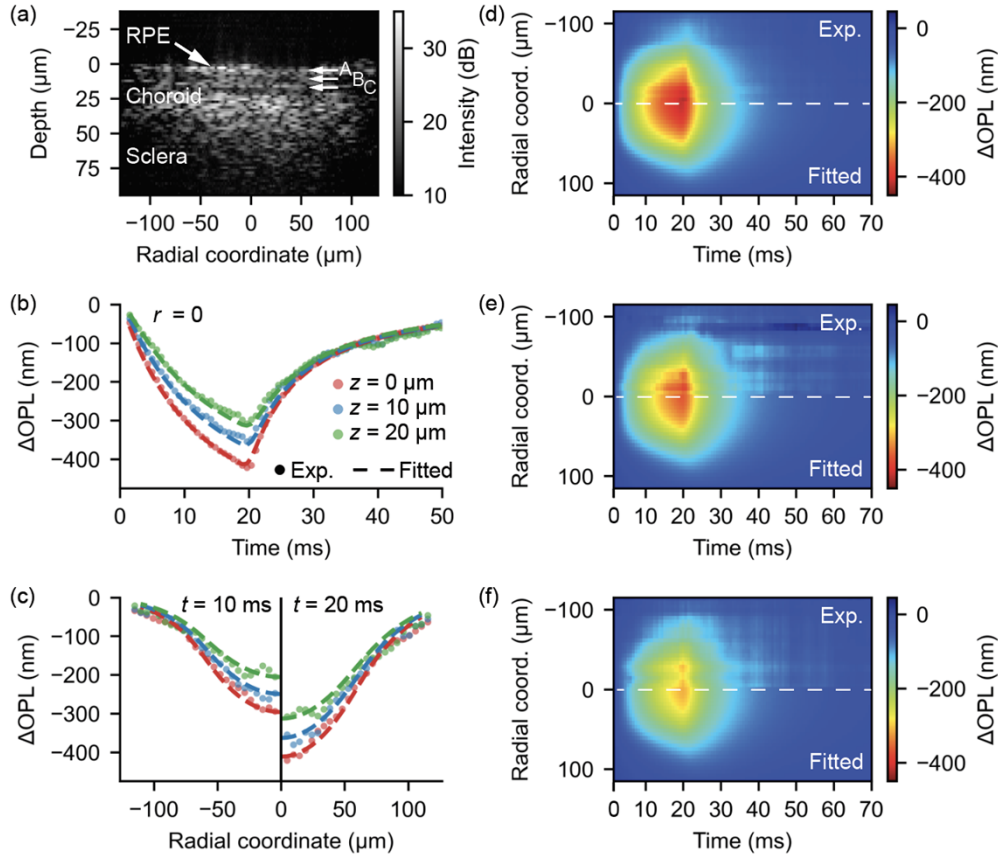 (a)
−25
0
25
50
75
Depth (µm)
RPE
Choroid
Sclera
A
B
C
−100 −50 0 50 100
Radial coordinate (µm)
30
20
10
Intensity (dB)
(b)
0
−100
−200
−300
−400
ΔOPL (nm)
r = 0
z = 0 µm
z = 10 µm
z = 20 µm
Exp. Fitted
0 10 20 30 40 50
Time (ms)
(c)
0
−100
−200
−300
−400
ΔOPL (nm)
t = 10 ms t = 20 ms
−100 −50 0 50 100
Radial coordinate (µm)
(d)
-100
0
100
Radial coord. (µm)
Exp.
Fitted
0 10 20 30 40 50 60 70
Time (ms)
0
−200
−400
ΔOPL (nm)
(e)
-100
0
100
Radial coord. (µm)
Exp.
Fitted
0 10 20 30 40 50 60 70
Time (ms)
0
−200
−400
ΔOPL (nm)
(f)
-100
0
100
Radial coord. (µm)
Exp.
Fitted
0 10 20 30 40 50 60 70
Time (ms)
0
−200
−400
ΔOPL (nm)